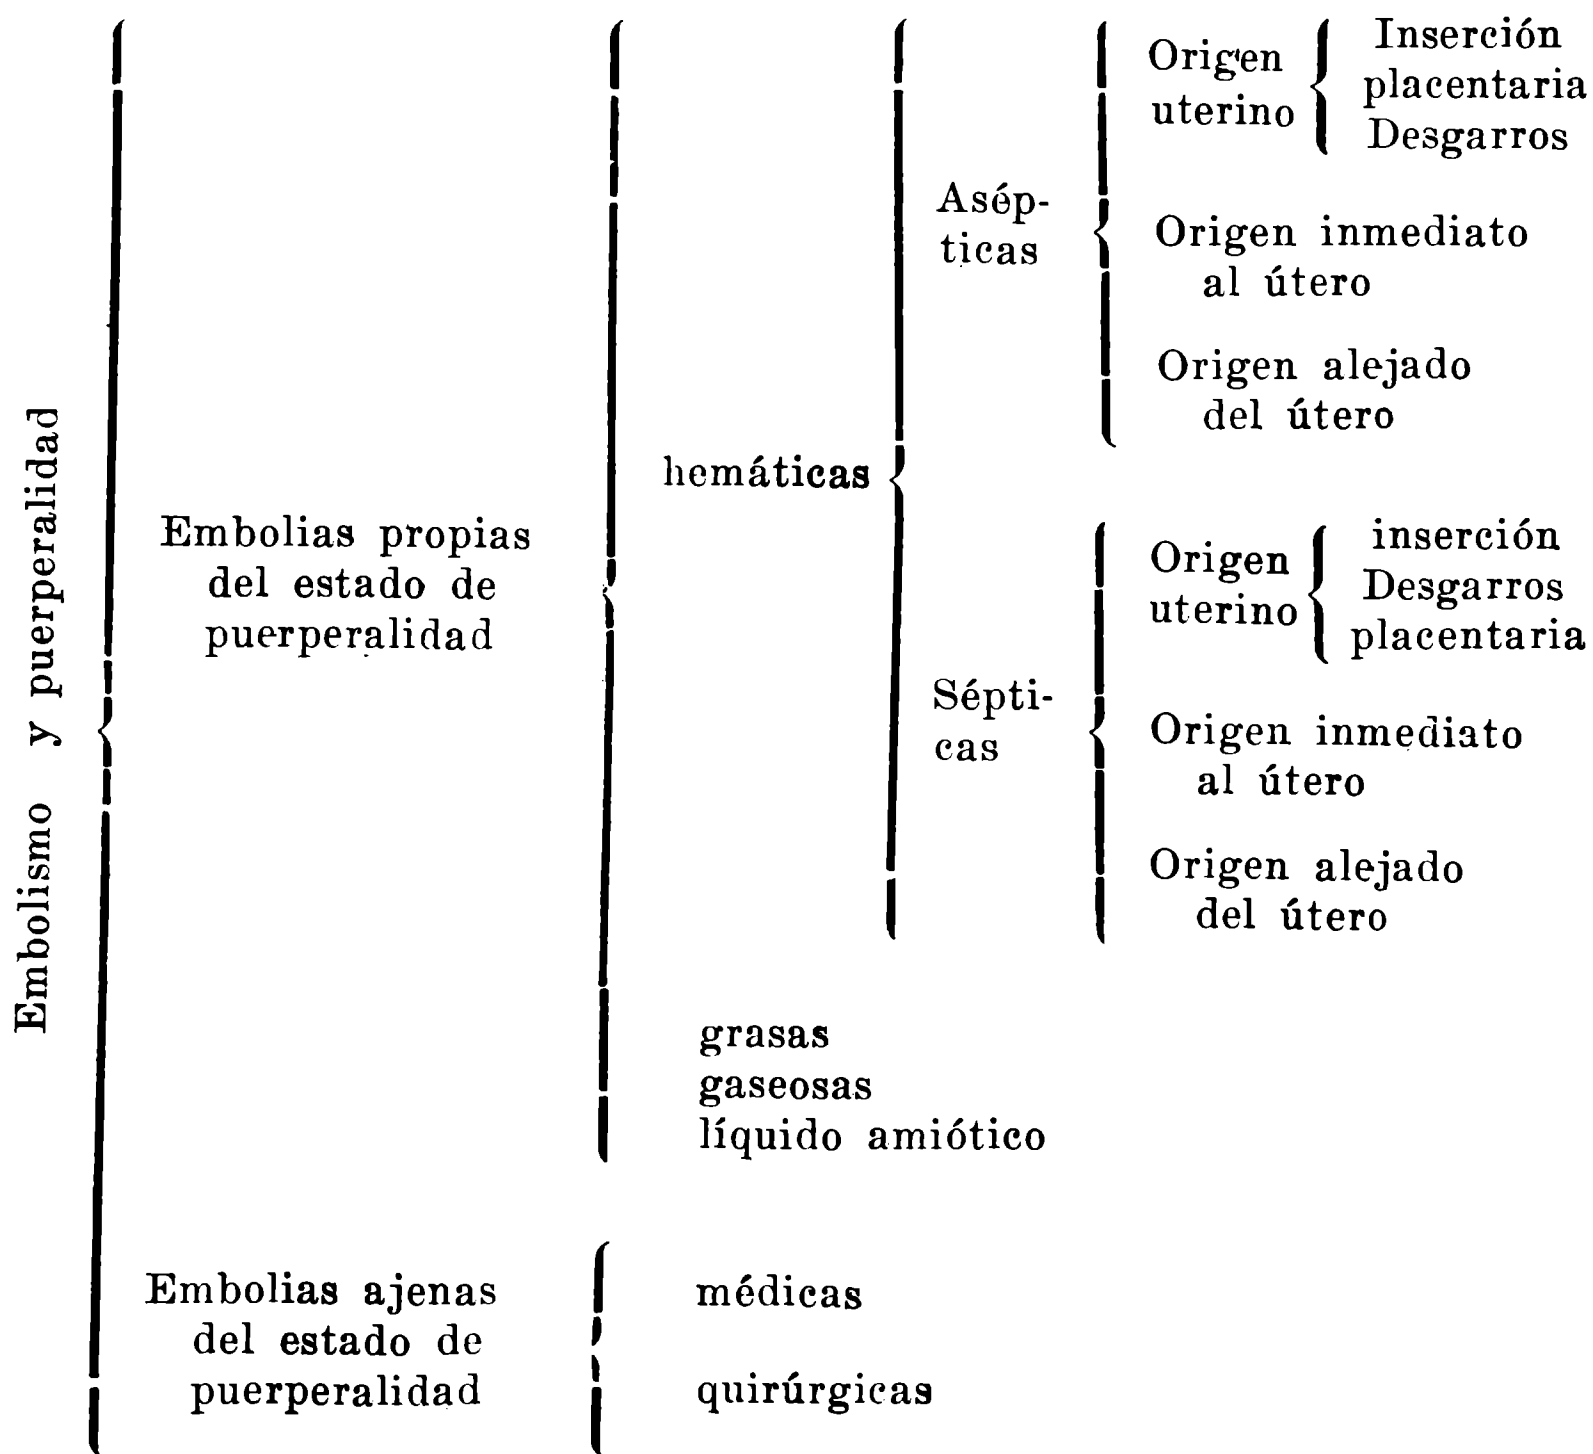 Embolismo y puerperalidad
Embolias propias
del estado de
puerperalidad
hemáticas
Asép-
ticas
Origen
uterino
Inserción
placentaria
Desgarros
Origen inmediato
al útero
Origen alejado
del útero
Sépti-
cas
Origen
uterino
inserción
Desgarros
placentaria
Origen inmediato
al útero
Origen alejado
del útero
grasas
gaseosas
líquido amiótico
Embolias ajenas
del estado de
puerperalidad
médicas
quirúrgicas